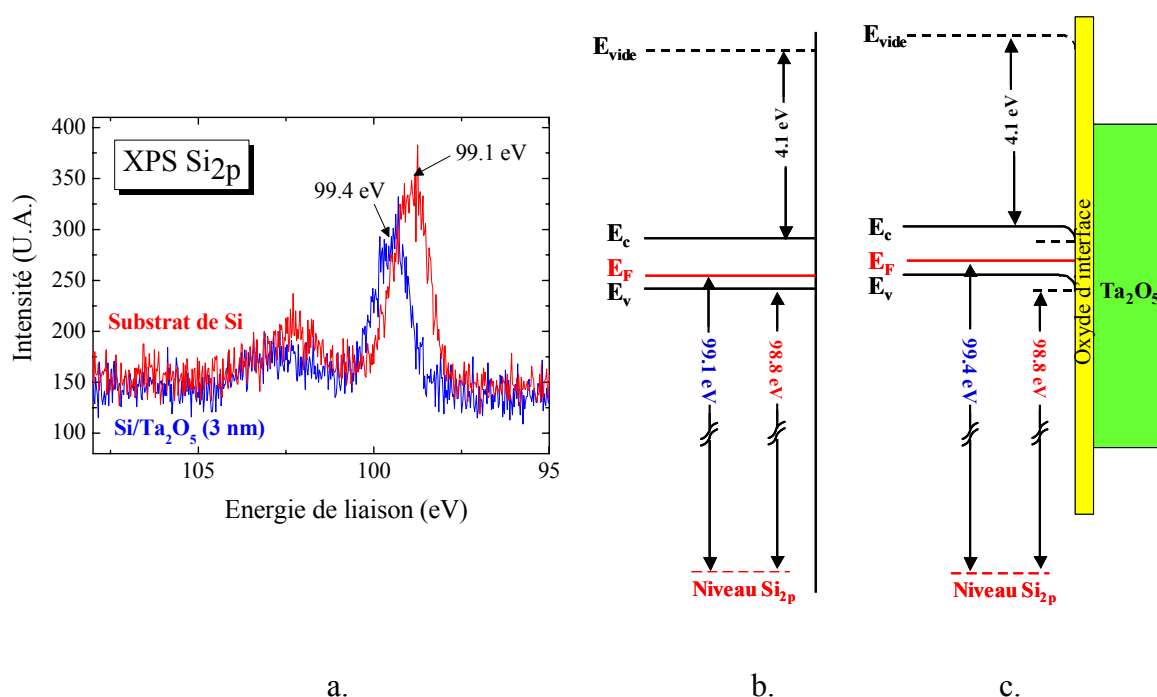 XPS Si2p
99.1 eV
99.4 eV
Substrat de Si
Si/Ta2O5 (3 nm)
Intensité (U.A.)
400
350
300
250
200
150
100
105
100
95
Energie de liaison (eV)
a.
Evide
4.1 eV
Ec
EF
Ev
99.1 eV
98.8 eV
Niveau Si2p
b.
Evide
4.1 eV
Ec
EF
Ev
99.4 eV
98.8 eV
Niveau Si2p
Oxyde d'interface
Ta2O5
c.